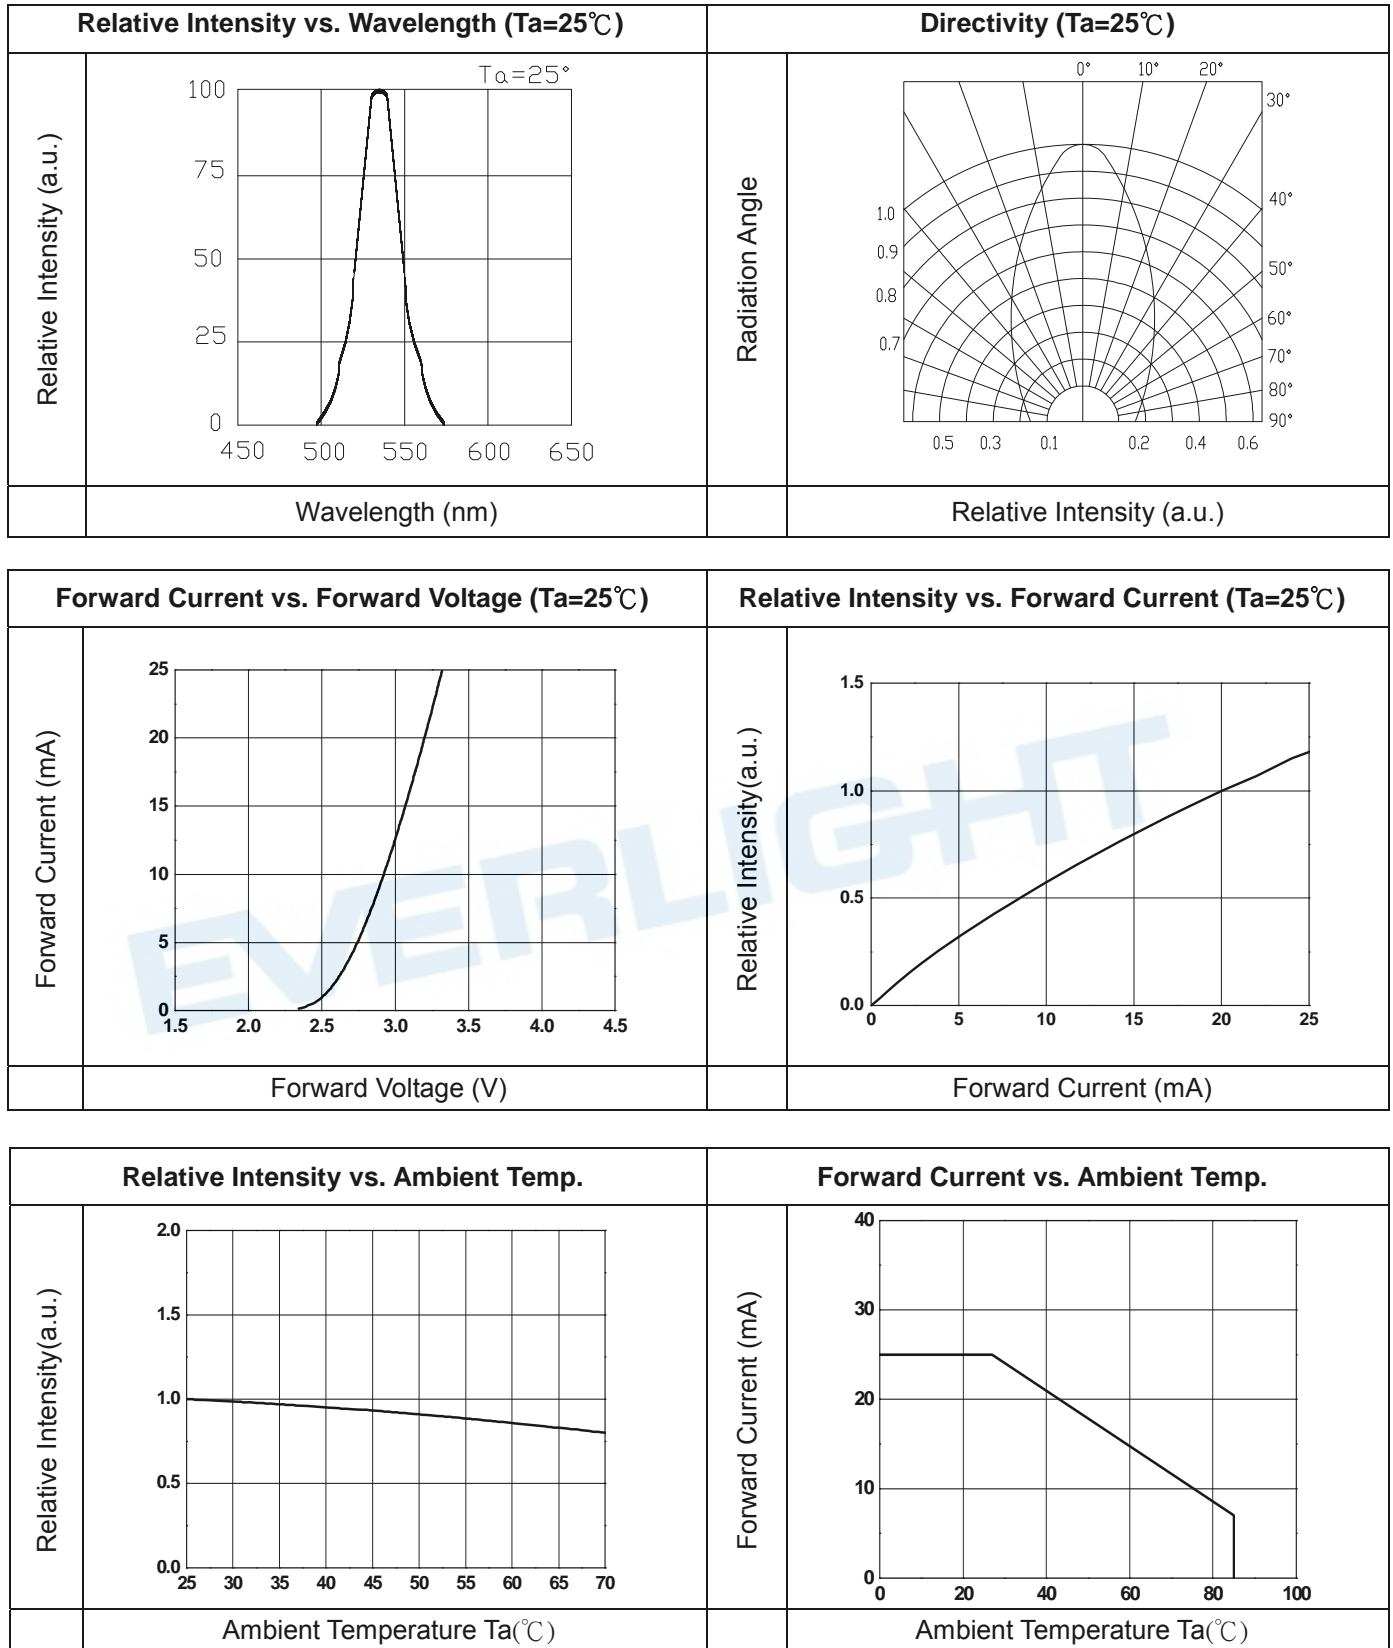 Relative Intensity vs. Wavelength (Ta=25℃)
Directivity (Ta=25℃)
Relative Intensity (a.u.)
Ta=25°
100
75
50
25
0
450 500 550 600 650
Wavelength (nm)
Radiation Angle
0° 10° 20°
30°
40°
50°
60°
70°
80°
90°
1.0
0.9
0.8
0.7
0.5 0.3 0.1 0.2 0.4 0.6
Relative Intensity (a.u.)
Forward Current vs. Forward Voltage (Ta=25℃)
Relative Intensity vs. Forward Current (Ta=25℃)
Forward Current (mA)
25
20
15
10
5
0
1.5 2.0 2.5 3.0 3.5 4.0 4.5
Forward Voltage (V)
Relative Intensity(a.u.)
1.5
1.0
0.5
0.0
0 5 10 15 20 25
Forward Current (mA)
EVERLIGHT
Relative Intensity vs. Ambient Temp.
Forward Current vs. Ambient Temp.
Relative Intensity(a.u.)
2.0
1.5
1.0
0.5
0.0
25 30 35 40 45 50 55 60 65 70
Ambient Temperature Ta(℃)
Forward Current (mA)
40
30
20
10
0
0 20 40 60 80 100
Ambient Temperature Ta(℃)